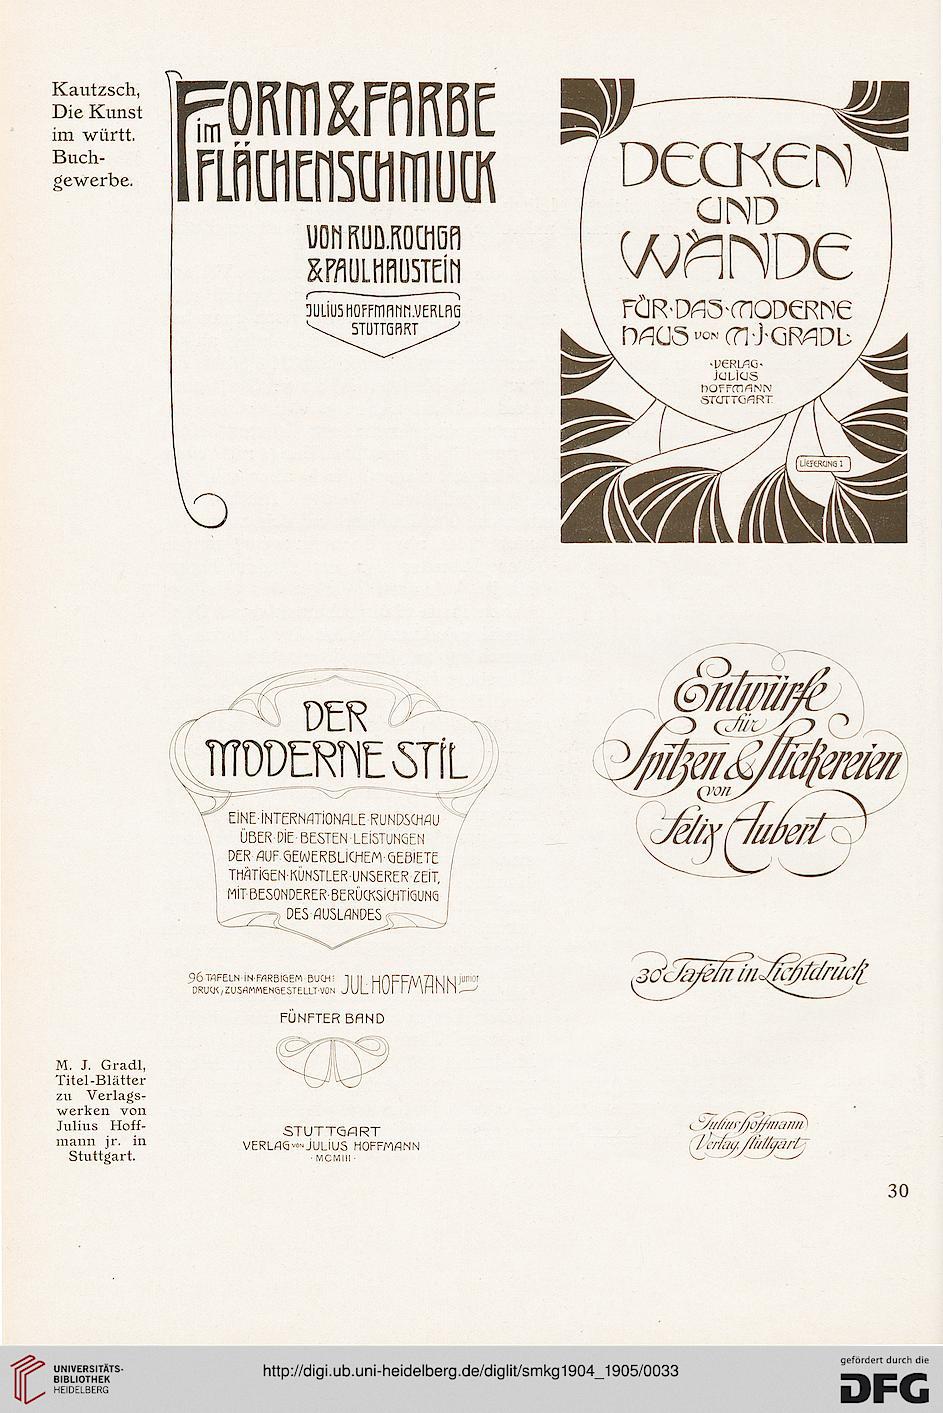 Kautzsch,
Die Kunst
im württ.
Buch-
gewerbe.
FORM & FARBE
im
FLÄCHENSCHMUCK
VON RUD. ROCHGA
& PAUL HAUSTEIN
JULIUS HOFFMANN. VERLAG
STUTTGART
DECKEN
UND
WÄNDE
FÜR·DAS·MODERNE
HAUS VON M·J·GRADL·
·VERLAG·
JULIUS
HOFFMANN
STUTTGART.
LIEFERUNG 1
DER
MODERNE STIL
EINE·INTERNATIONALE·RUNDSCHAU
ÜBER·DIE·BESTEN·LEISTUNGEN
DER·AUF·GEWERBLICHEM·GEBIETE
THÄTIGEN·KÜNSTLER·UNSERER ZEIT,
MIT·BESONDERER·BERÜCKSICHTIGUNG
DES·AUSLANDES
96 TAFELN·IN·FARBIGEM·BUCH:
DRUCK, ZUSAMMENGESTELLT·VON JUL·HOFFMANN junior
FÜNFTER BAND
STUTTGART
VERLAG VON JULIUS HOFFMANN
·MCMIII·
Entwürfe
für
Spitzen & Stickereien
von
Felix Aubert
30 Tafeln in Lichtdruck
Julius Hoffmann
Verlag, Stuttgart
M. J. Gradl,
Titel-Blätter
zu Verlags-
werken von
Julius Hoff-
mann jr. in
Stuttgart.
30
UNIVERSITÄTS-
BIBLIOTHEK
HEIDELBERG
http://digi.ub.uni-heidelberg.de/diglit/smkg1904_1905/0033
gefördert durch die
DFG